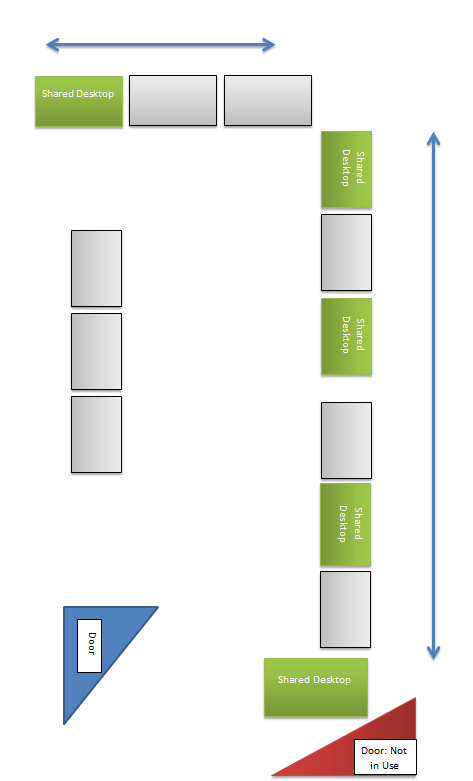 Shared Desktop
Shared
Desktop
Shared
Desktop
Shared
Desktop
Door
Shared Desktop
Door: Not
in Use